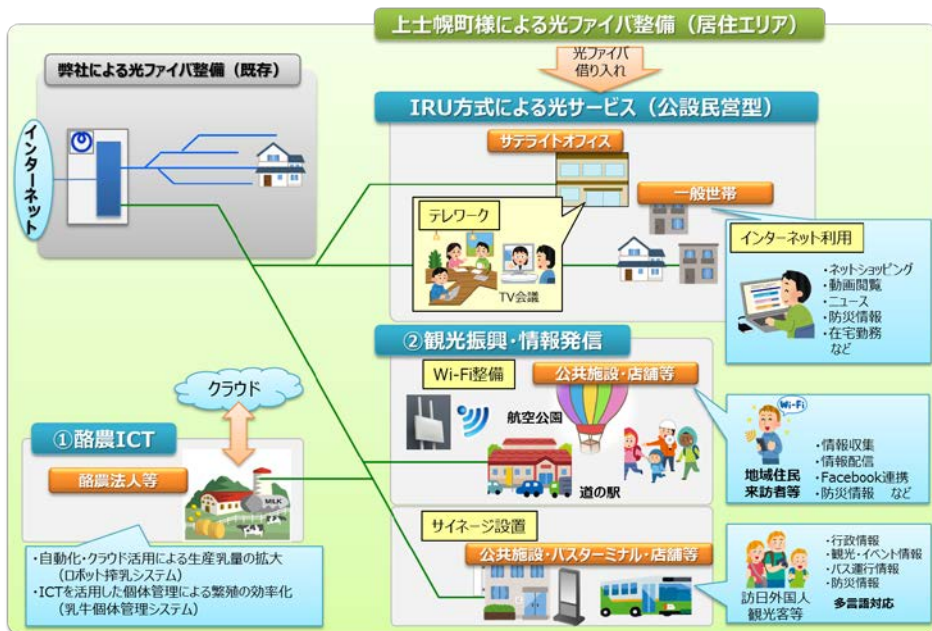 上士幌町様による光ファイバ整備（居住エリア）
光ファイバ
借り入れ
弊社による光ファイバ整備（既存）
インターネット
IRU方式による光サービス（公設民営型）
サテライトオフィス
一般世帯
テレワーク
TV会議
インターネット利用
・ネットショッピング
・動画閲覧
・ニュース
・防災情報
・在宅勤務
など
②観光振興・情報発信
Wi-Fi整備
公共施設・店舗等
航空公園
道の駅
Wi-Fi
地域住民
来訪者等
・情報収集
・情報配信
・Facebook連携
・防災情報 など
クラウド
①酪農ICT
酪農法人等
MILK
・自動化・クラウド活用による生産乳量の拡大
（ロボット搾乳システム）
・ICTを活用した個体管理による繁殖の効率化
（乳牛個体管理システム）
サイネージ設置
公共施設・バスターミナル・店舗等
訪日外国人
観光客等
・行政情報
・観光・イベント情報
・バス運行情報
・防災情報
多言語対応